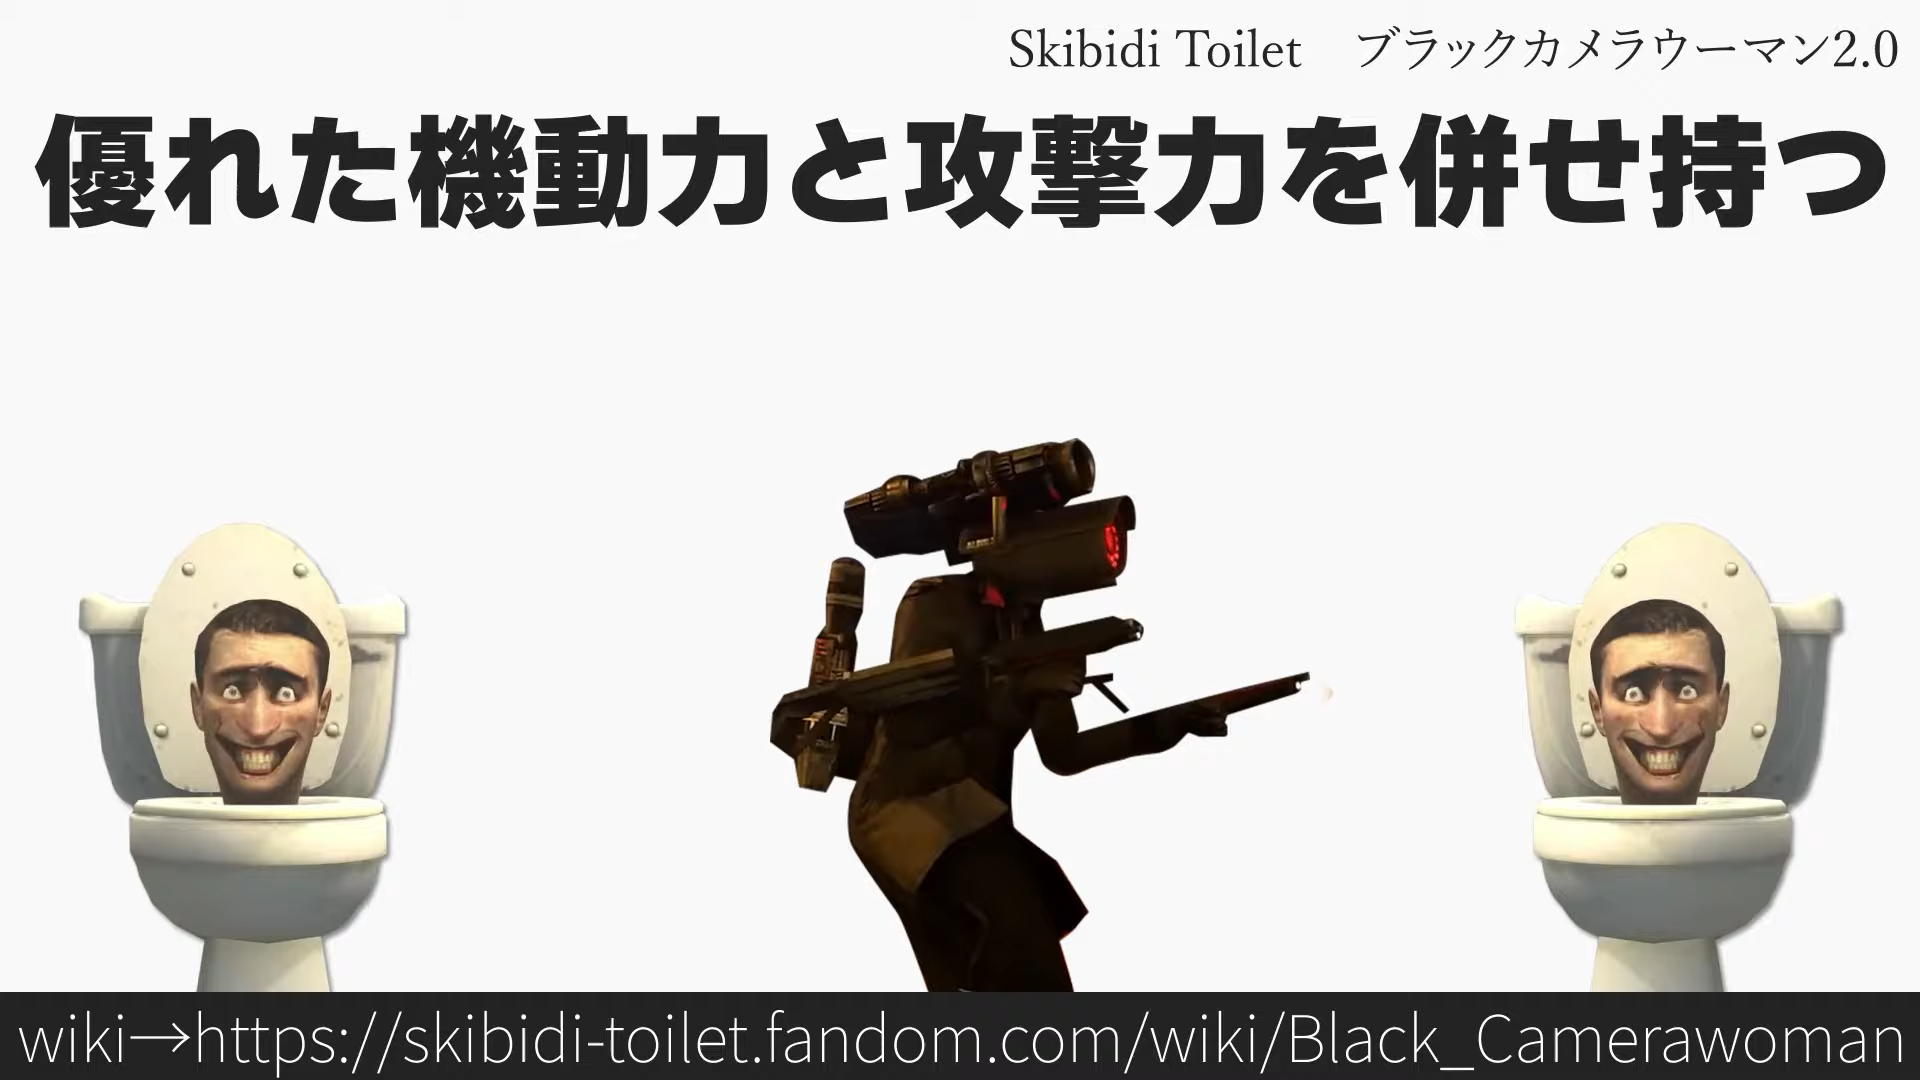 Skibidi Toilet　ブラックカメラウーマン2.0
優れた機動力と攻撃力を併せ持つ
wiki→https://skibidi-toilet.fandom.com/wiki/Black_Camerawoman